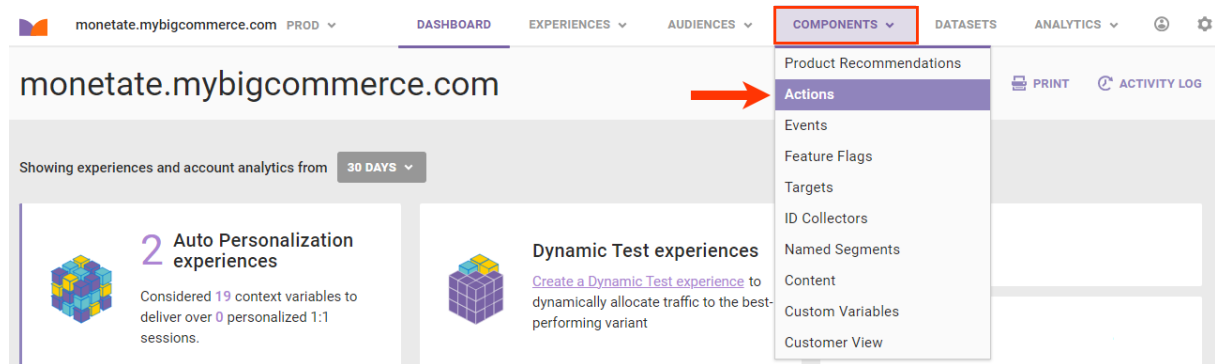 monetate.mybigcommerce.com PROD DASHBOARD EXPERIENCES AUDIENCES COMPONENTS DATASETS ANALYTICS
monetate.mybigcommerce.com
PRINT ACTIVITY LOG
Product Recommendations
Actions
Events
Feature Flags
Targets
ID Collectors
Named Segments
Content
Custom Variables
Customer View
Showing experiences and account analytics from 30 DAYS
2 Auto Personalization
experiences
Considered 19 context variables to
deliver over 0 personalized 1:1
sessions.
Dynamic Test experiences
Create a Dynamic Test experience to
dynamically allocate traffic to the best-
performing variant